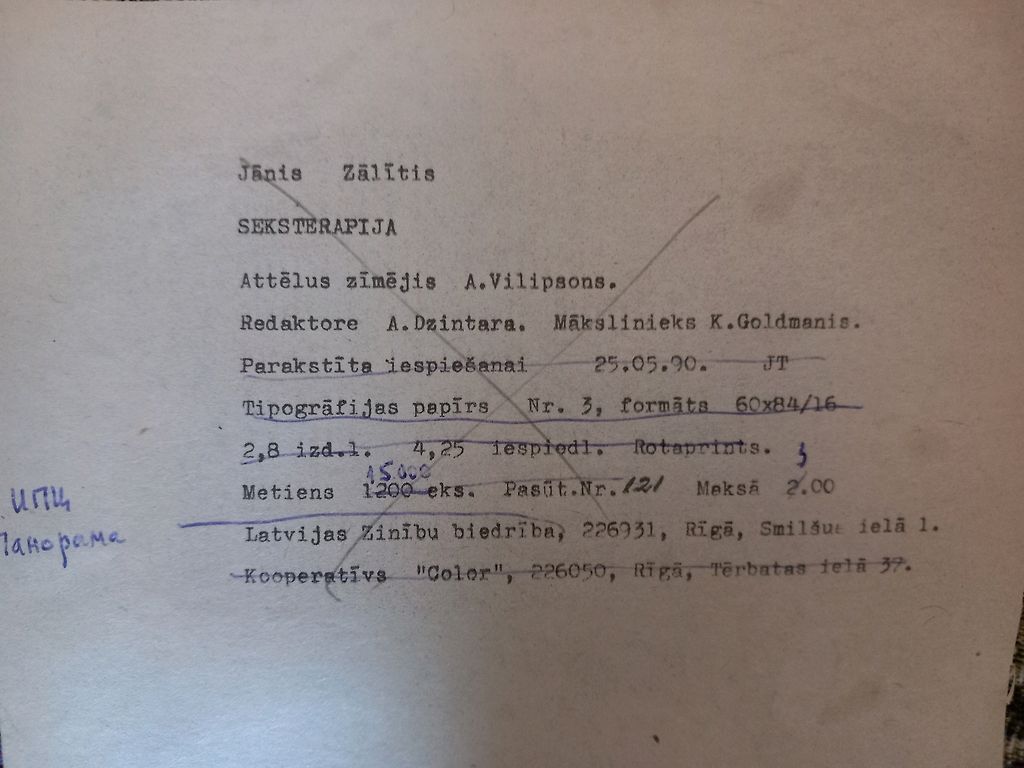 Jānis Zālītis
SEKSTERAPIJA
Attēlus zīmējis A.Vilipsons.
Redaktore A.Dzintara. Mākslinieks K.Goldmanis.
Parakstīta iespiešanai 25.05.90. JT
Tipogrāfijas papīrs Nr. 3, formāts 60x84/16
2,8 izd.l. 4,25 iespiedl. Rotaprints.
15.000 3
Metiens 1200 eks. Pasūt.Nr. 121 Maksā 2.00
ИПЦ
Latvijas Zinību biedrība, 226931, Rīgā, Smilšu ielā 1.
Панорама
Kooperatīvs "Color", 226050, Rīgā, Tērbatas ielā 37.